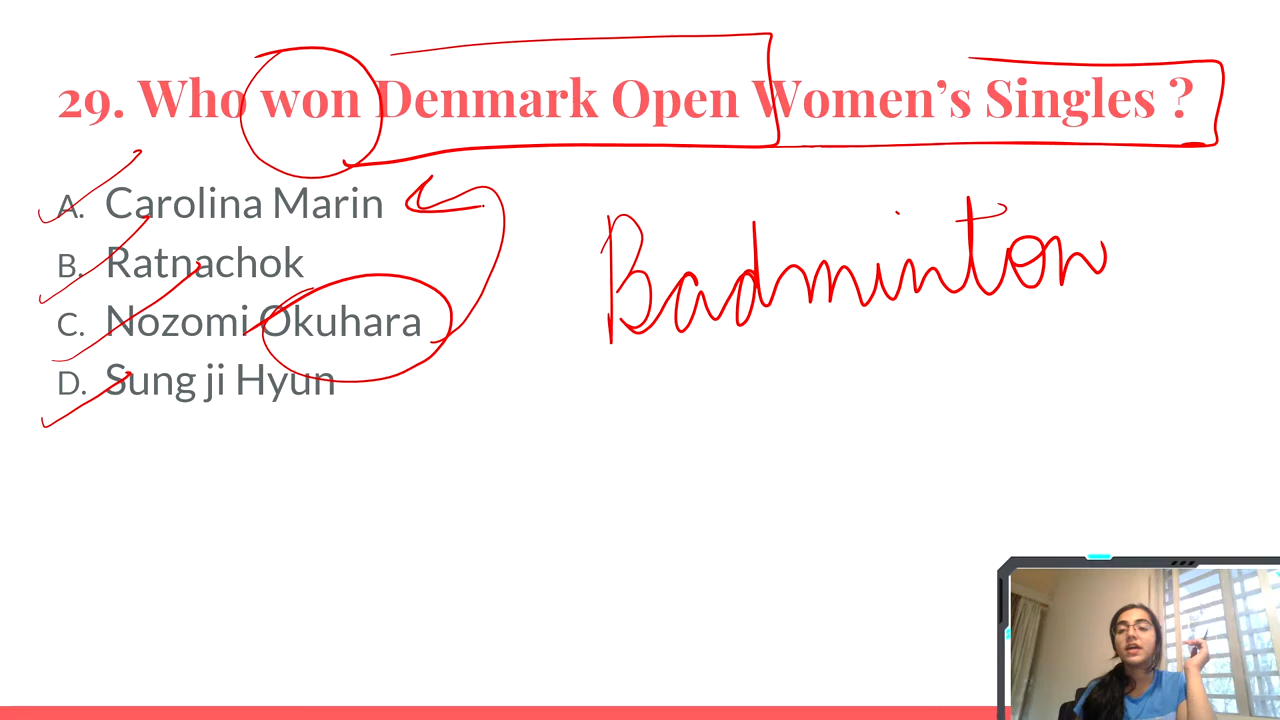 29. Who won Denmark Open Women's Singles ?
A. Carolina Marin
B. Ratnachok
C. Nozomi Okuhara
D. Sung ji Hyun
Badminton